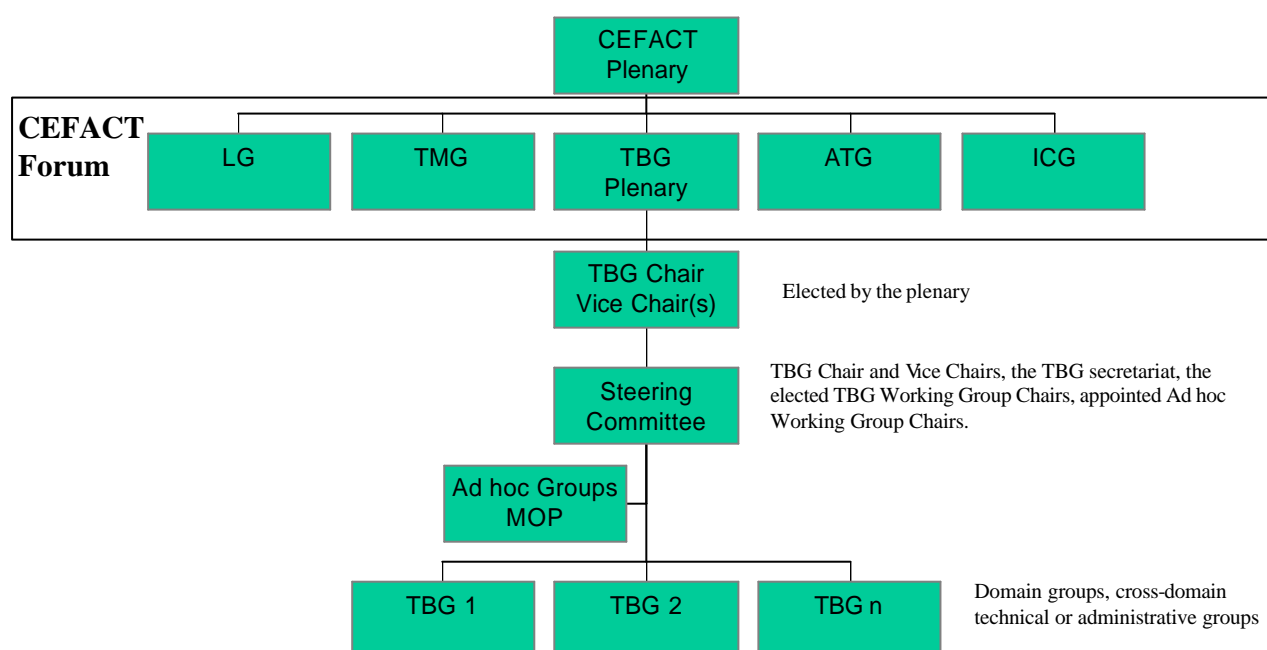 CEFACT
Plenary
CEFACT
Forum
LG
TMG
TBG
Plenary
ATG
ICG
TBG Chair
Vice Chair(s)
Elected by the plenary
Steering
Committee
TBG Chair and Vice Chairs, the TBG secretariat, the
elected TBG Working Group Chairs, appointed Ad hoc
Working Group Chairs.
Ad hoc Groups
MOP
TBG 1
TBG 2
TBG n
Domain groups, cross-domain
technical or administrative groups